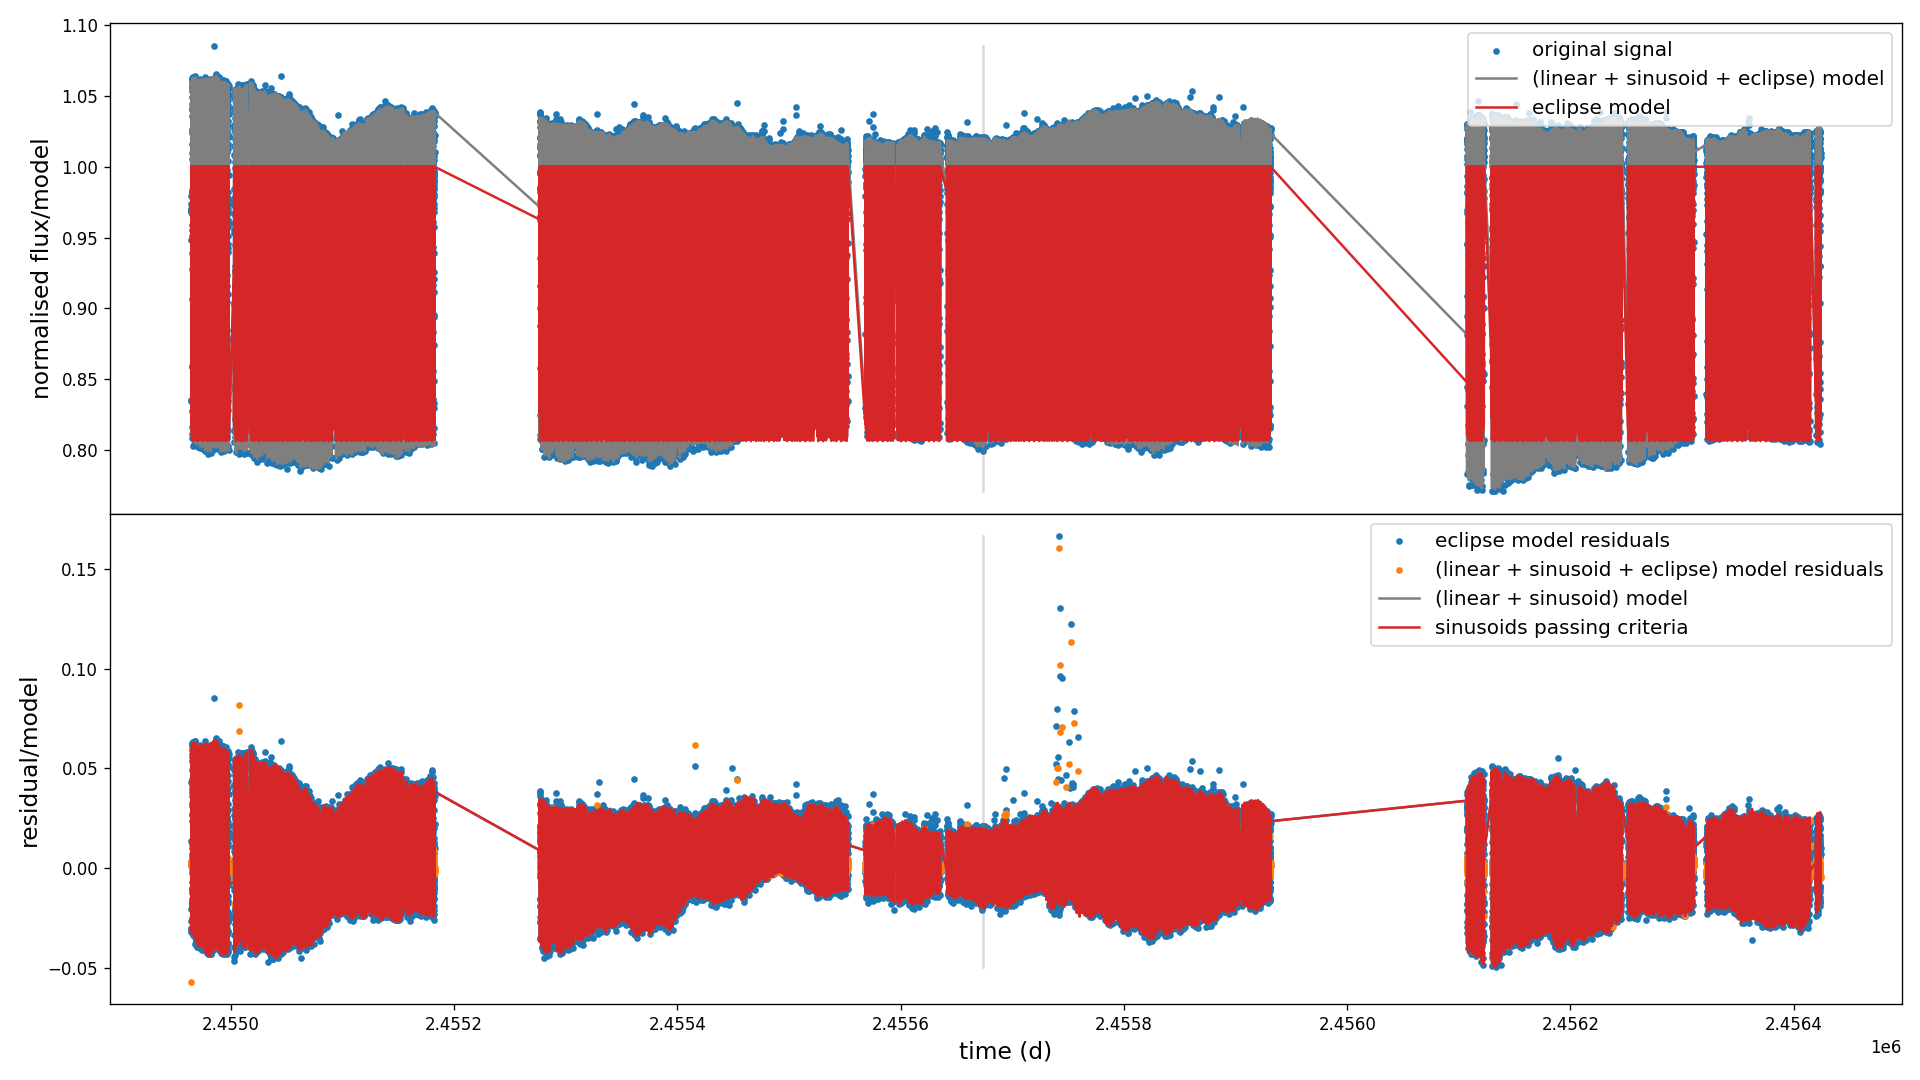 1.10
1.05
1.00
0.95
0.90
0.85
0.80
normalised flux/model
original signal
(linear + sinusoid + eclipse) model
eclipse model
0.15
0.10
0.05
0.00
−0.05
residual/model
eclipse model residuals
(linear + sinusoid + eclipse) model residuals
(linear + sinusoid) model
sinusoids passing criteria
2.4550 2.4552 2.4554 2.4556 2.4558 2.4560 2.4562 2.4564
1e6
time (d)